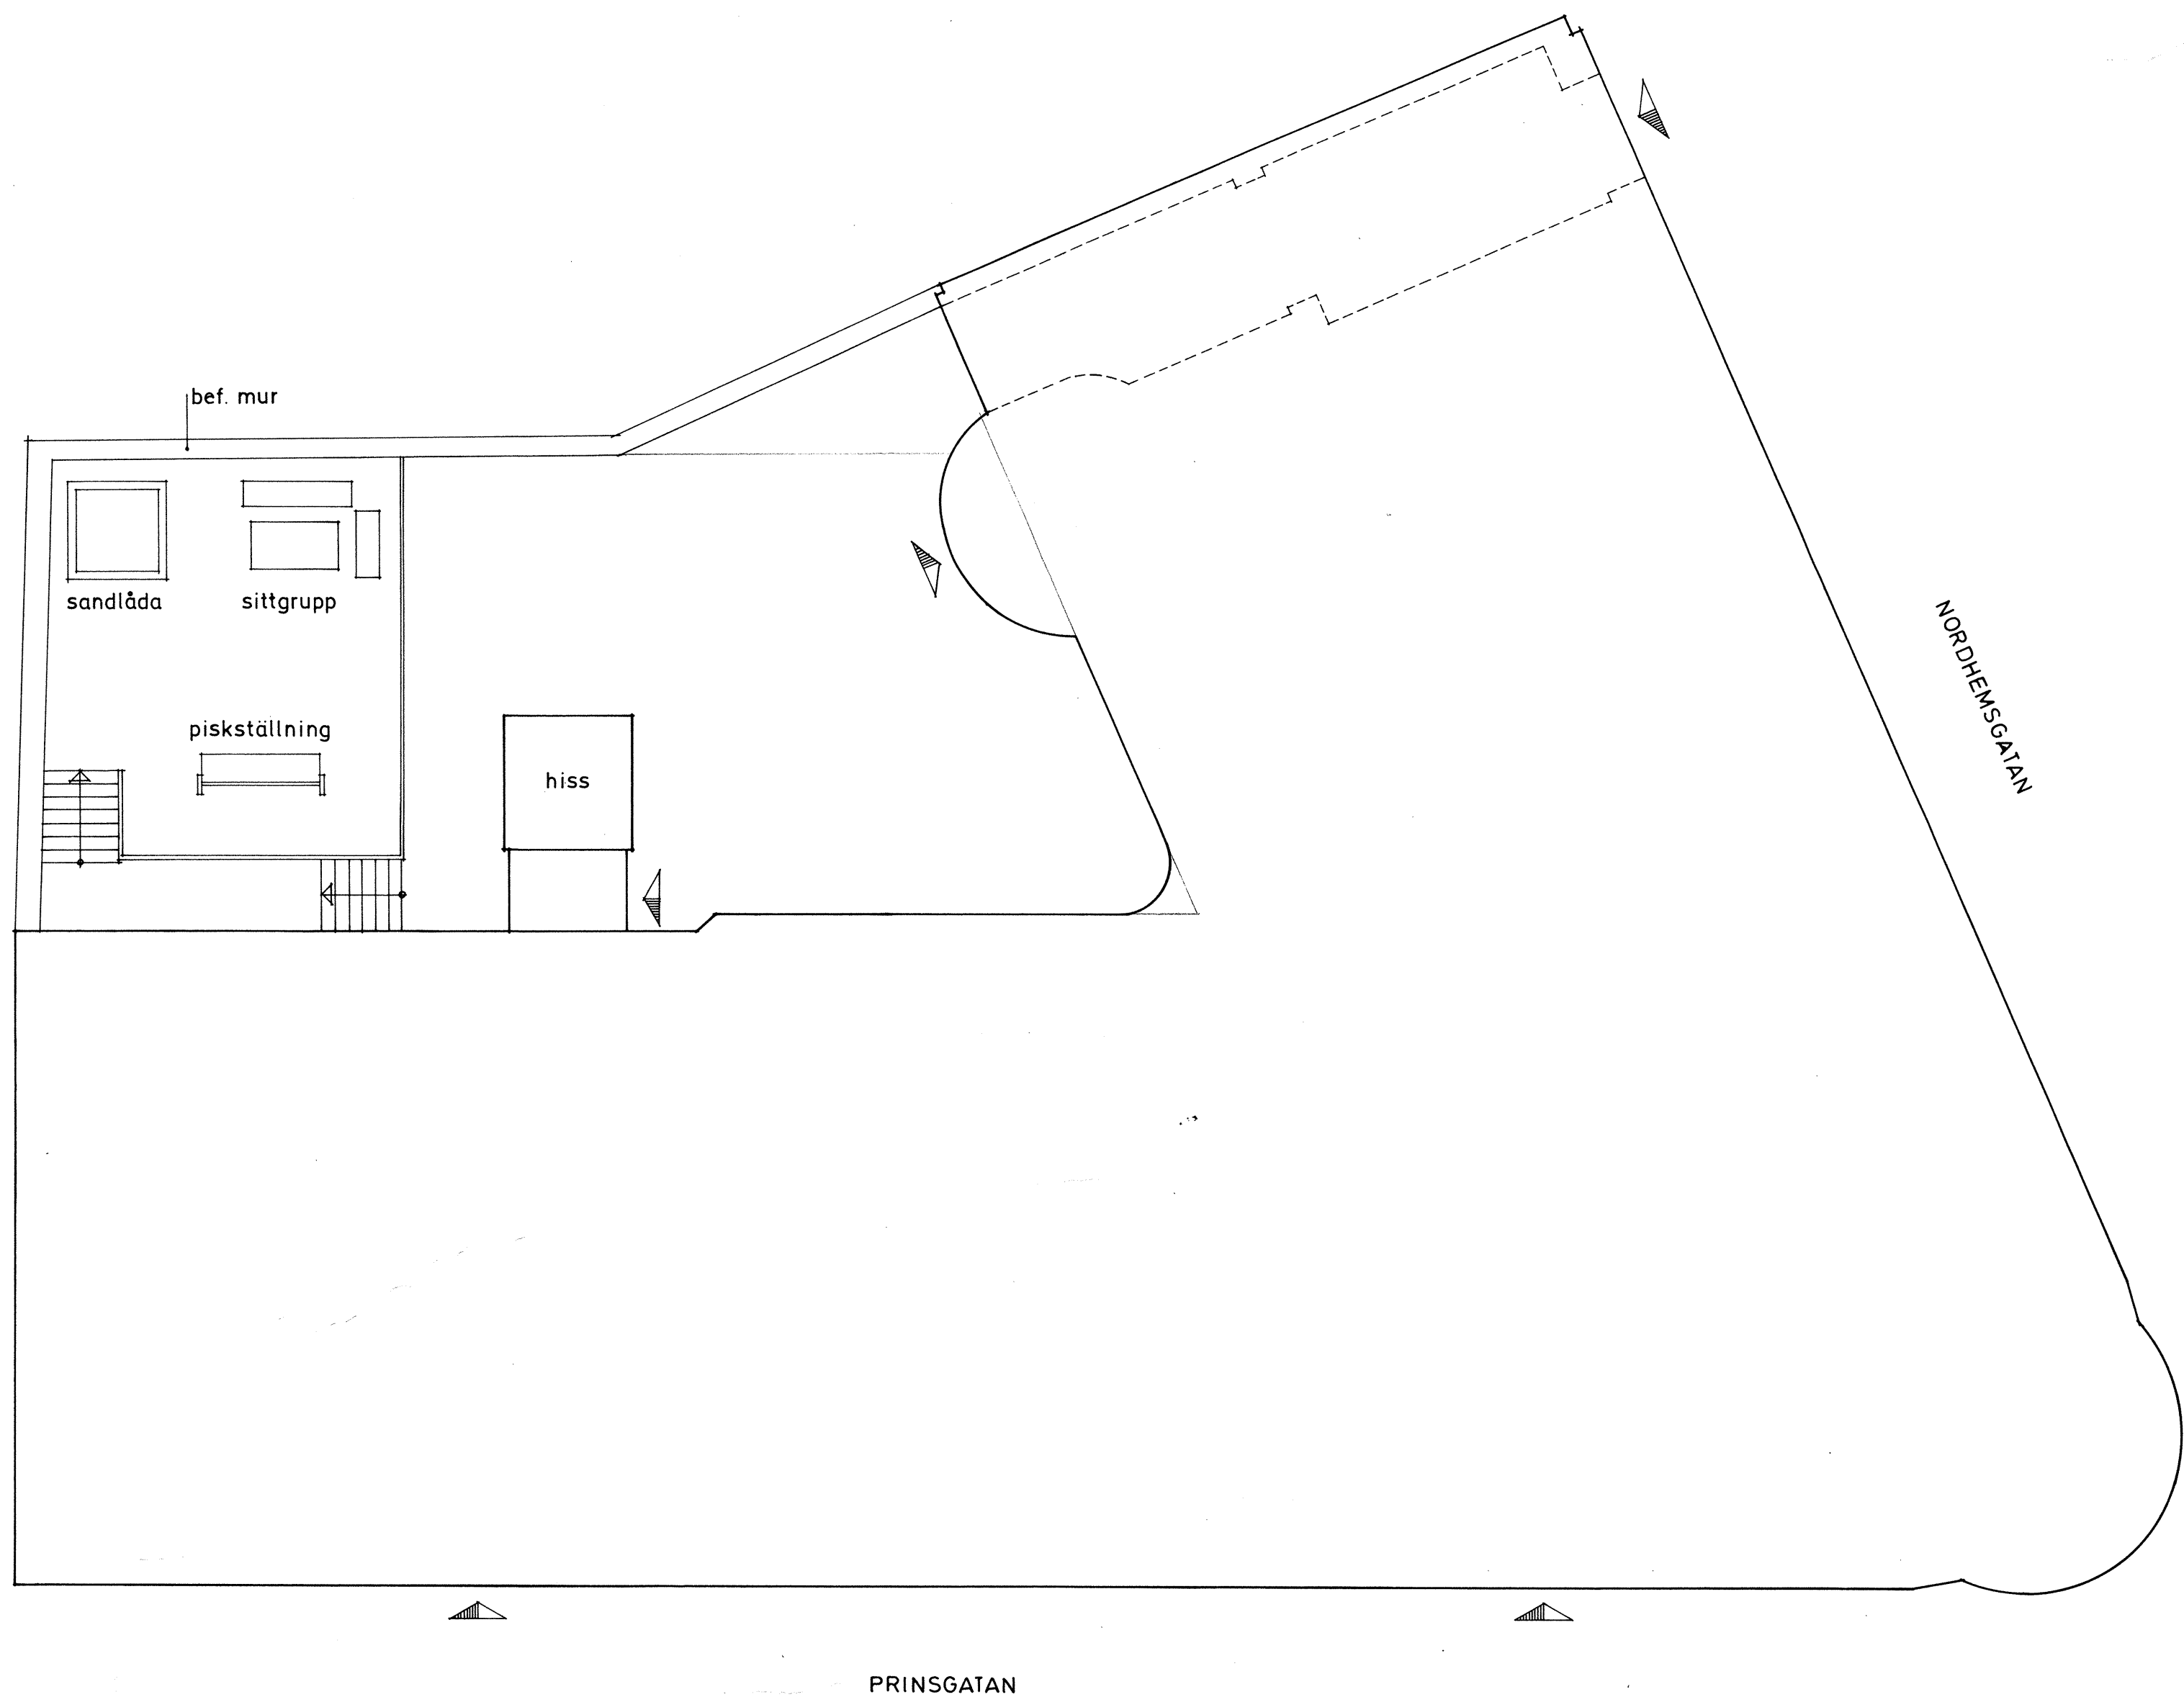 bef. mur
sandlåda
sittgrupp
NORDHEMSGATAN
piskställning
hiss
PRINSGATAN